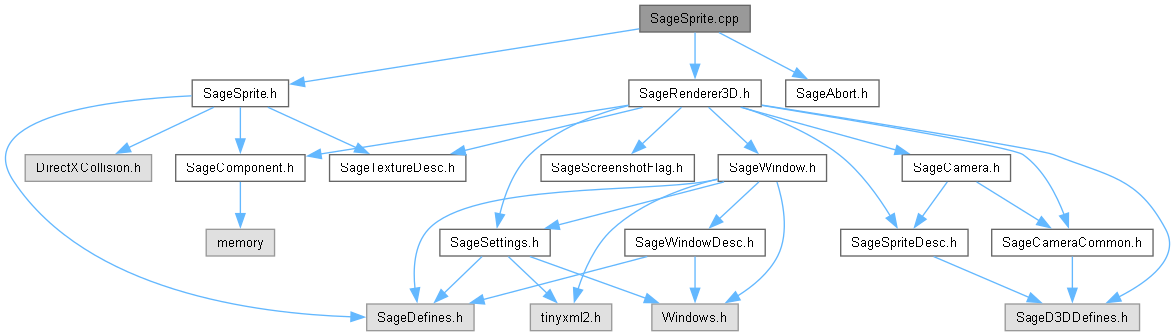 SageSprite.cpp
SageSprite.h
SageRenderer3D.h
SageAbort.h
DirectXCollision.h
SageComponent.h
SageTextureDesc.h
SageScreenshotFlag.h
SageWindow.h
SageCamera.h
memory
SageSettings.h
SageWindowDesc.h
SageSpriteDesc.h
SageCameraCommon.h
SageDefines.h
tinyxml2.h
Windows.h
SageD3DDefines.h